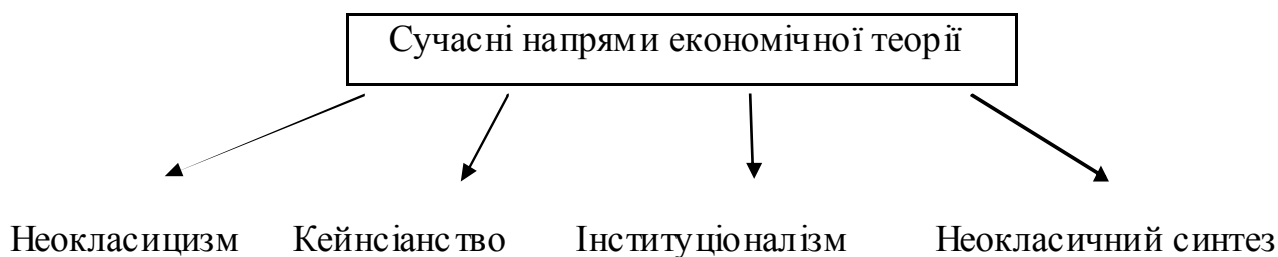 Сучасні напрями економічної теорії
Неокласицизм Кейнсіанство Інституціоналізм Неокласичний синтез